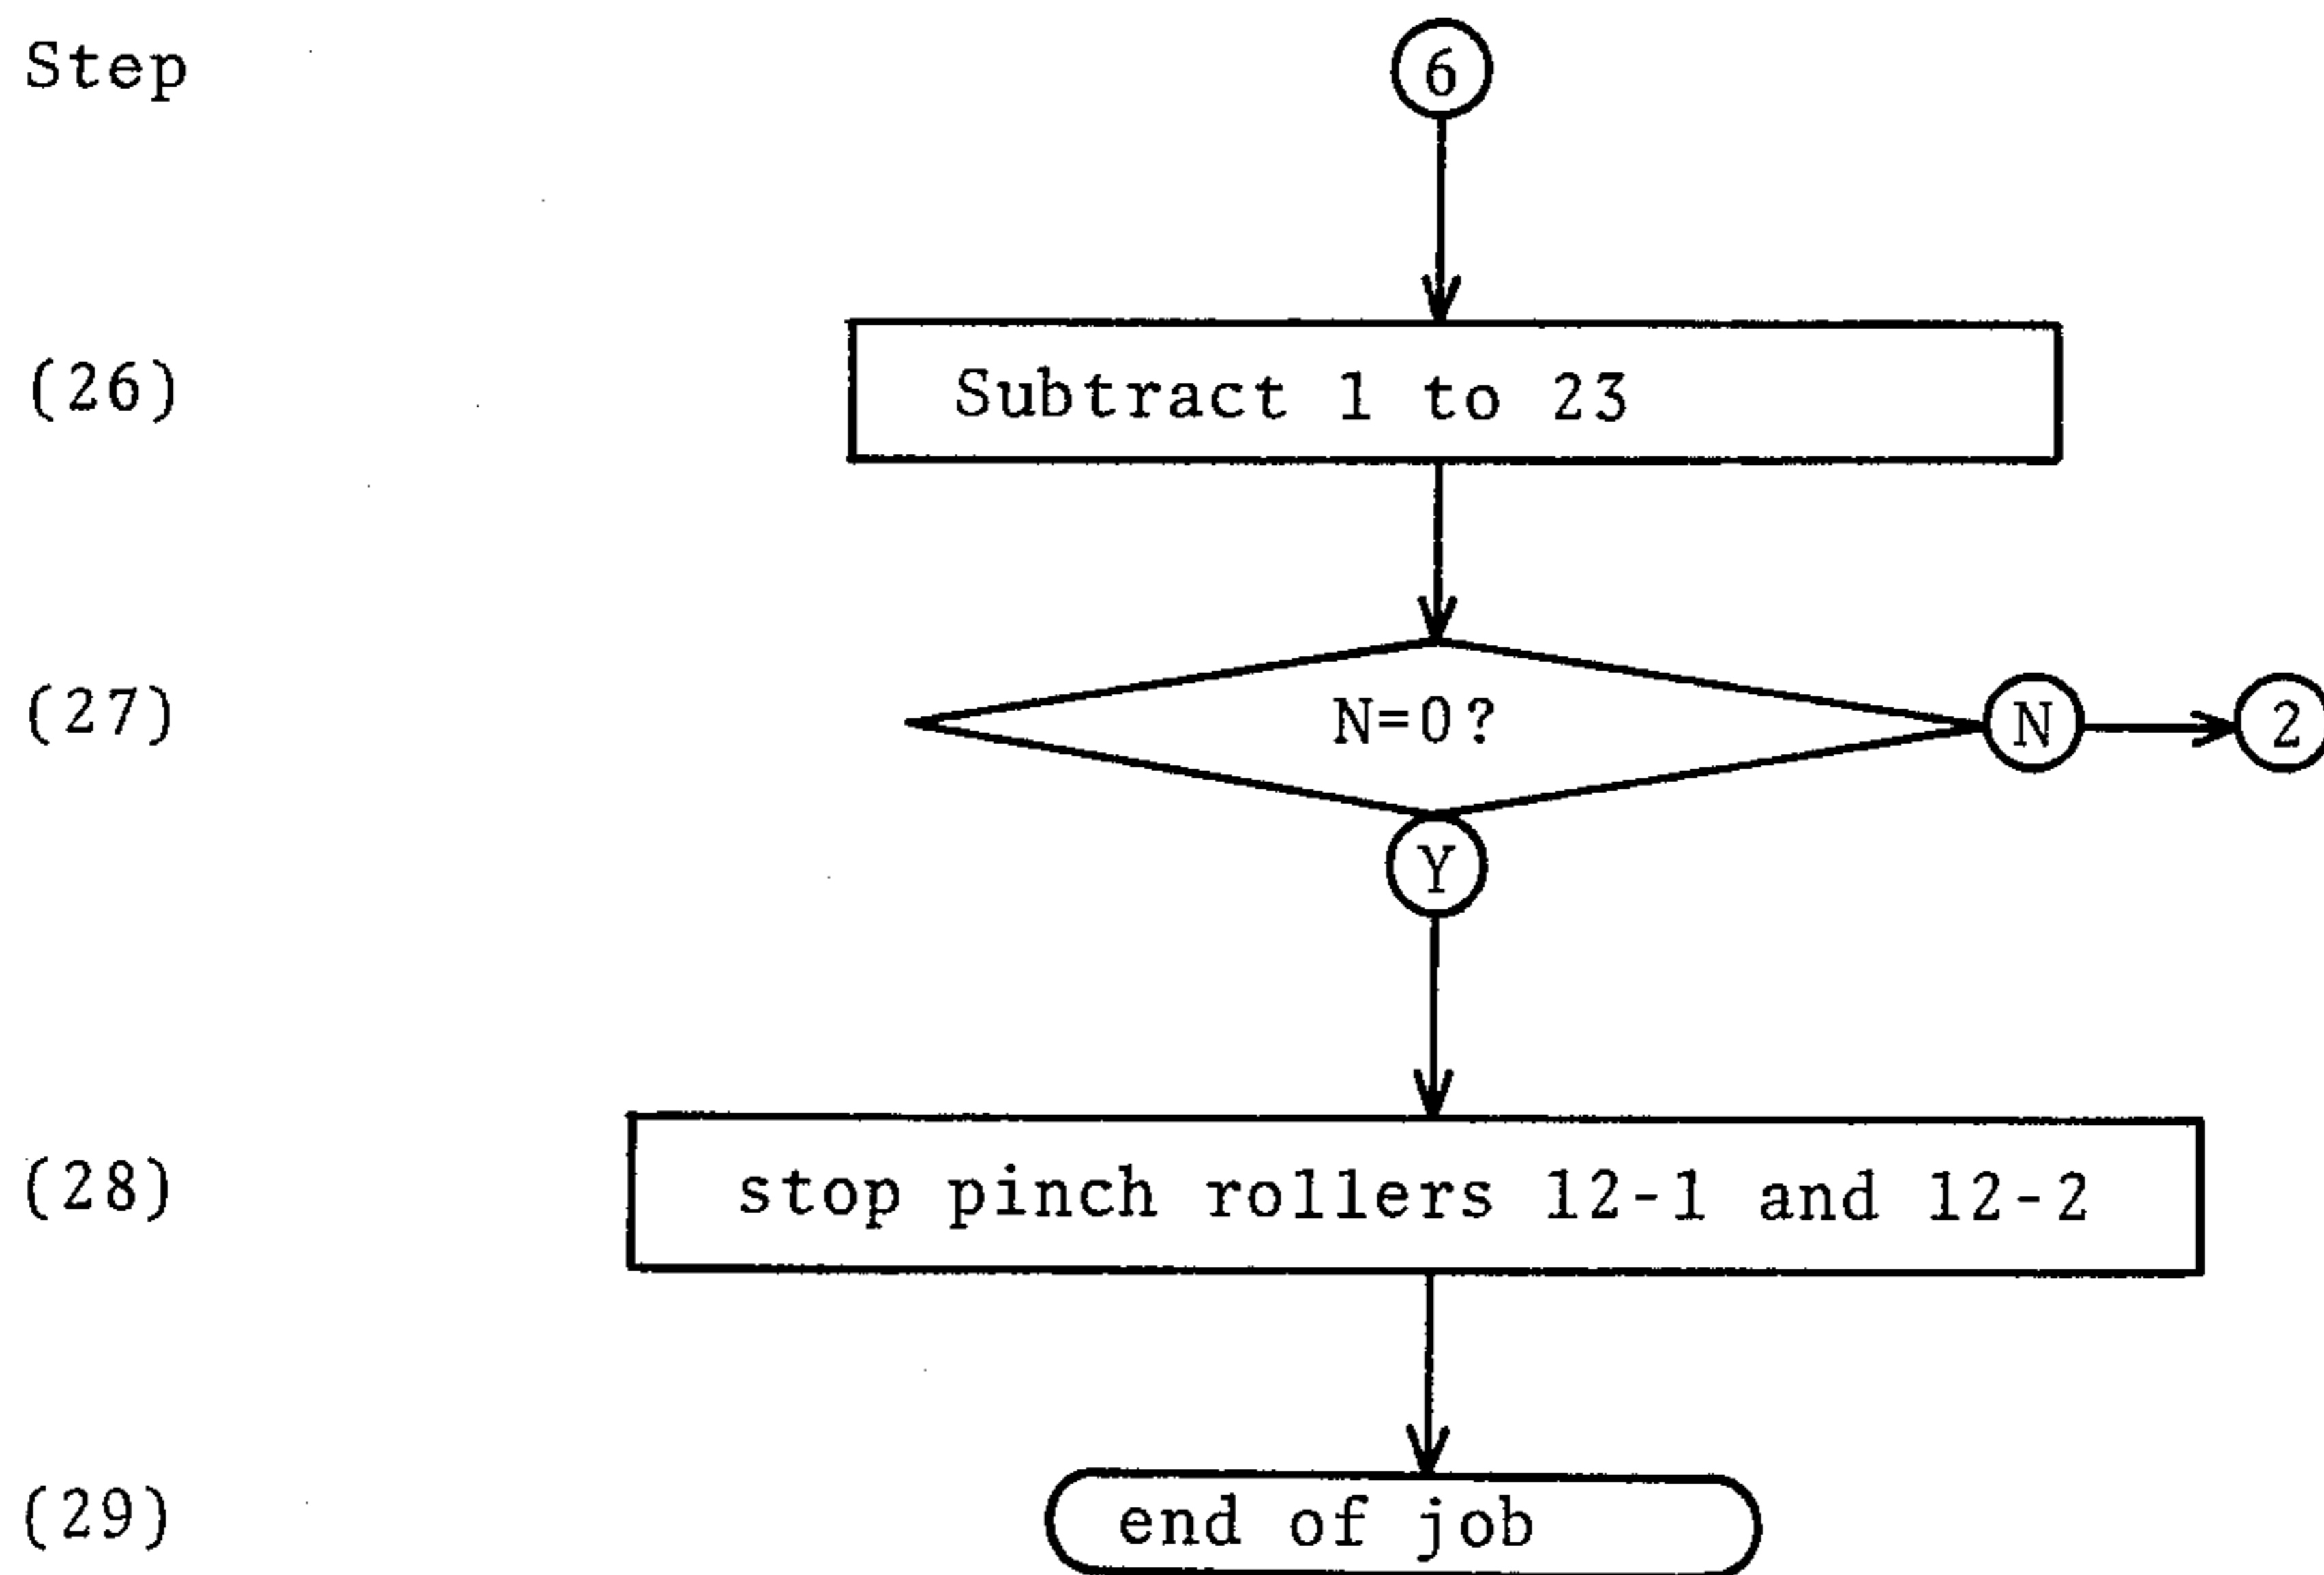 Step
6
(26)
Subtract 1 to 23
(27)
N=0?
N
2
Y
(28)
stop pinch rollers 12-1 and 12-2
(29)
end of job